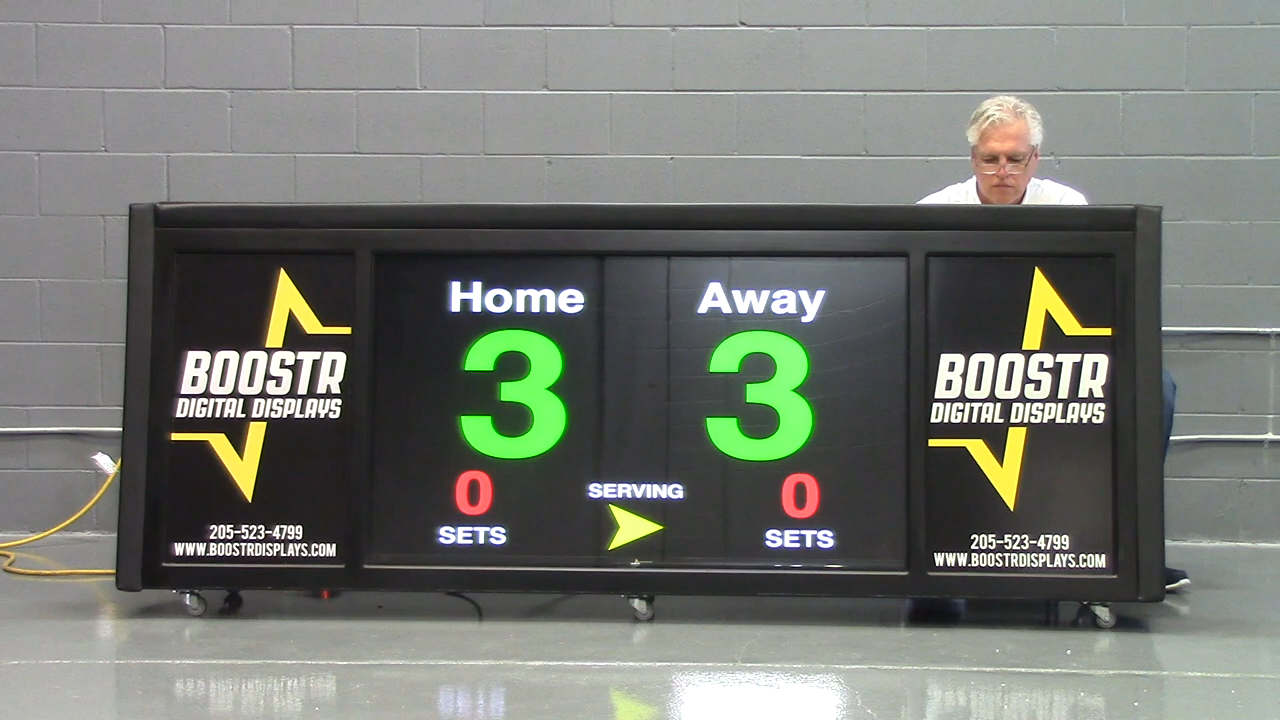 BOOSTR
DIGITAL DISPLAYS
205-523-4799
WWW.BOOSTRDISPLAYS.COM
Home
3
0
SETS
SERVING
Away
3
0
SETS
BOOSTR
DIGITAL DISPLAYS
205-523-4799
WWW.BOOSTRDISPLAYS.COM